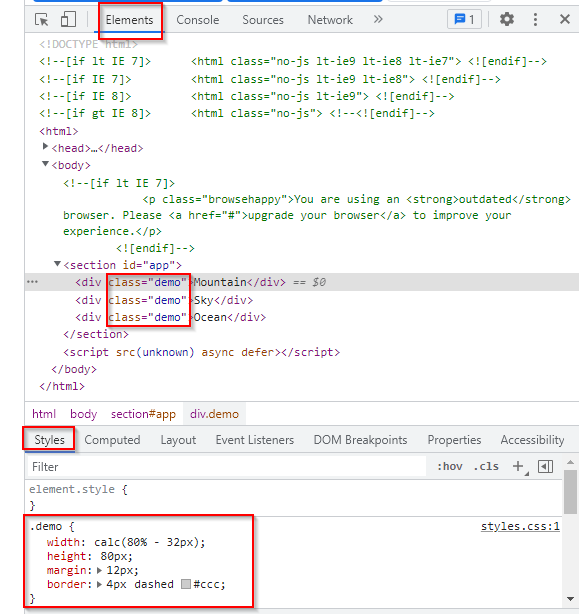 Elements Console Sources Network » 1
<!DOCTYPE html>
<!--[if lt IE 7]> <html class="no-js lt-ie9 lt-ie8 lt-ie7"> <![endif]-->
<!--[if IE 7]> <html class="no-js lt-ie9 lt-ie8"> <![endif]-->
<!--[if IE 8]> <html class="no-js lt-ie9"> <![endif]-->
<!--[if gt IE 8]> <html class="no-js"> <!--<![endif]-->
<html>
<head>…</head>
<body>
<!--[if lt IE 7]>
<p class="browsehappy">You are using an <strong>outdated</strong>
browser. Please <a href="#">upgrade your browser</a> to improve your
experience.</p>
<![endif]-->
<section id="app">
<div class="demo">Mountain</div> == $0
<div class="demo">Sky</div>
<div class="demo">Ocean</div>
</section>
<script src(unknown) async defer></script>
</body>
</html>
html body section#app div.demo
Styles Computed Layout Event Listeners DOM Breakpoints Properties Accessibility
Filter :hov .cls +
element.style {
}
.demo { styles.css:1
width: calc(80% - 32px);
height: 80px;
margin: 12px;
border: 4px dashed #ccc;
}